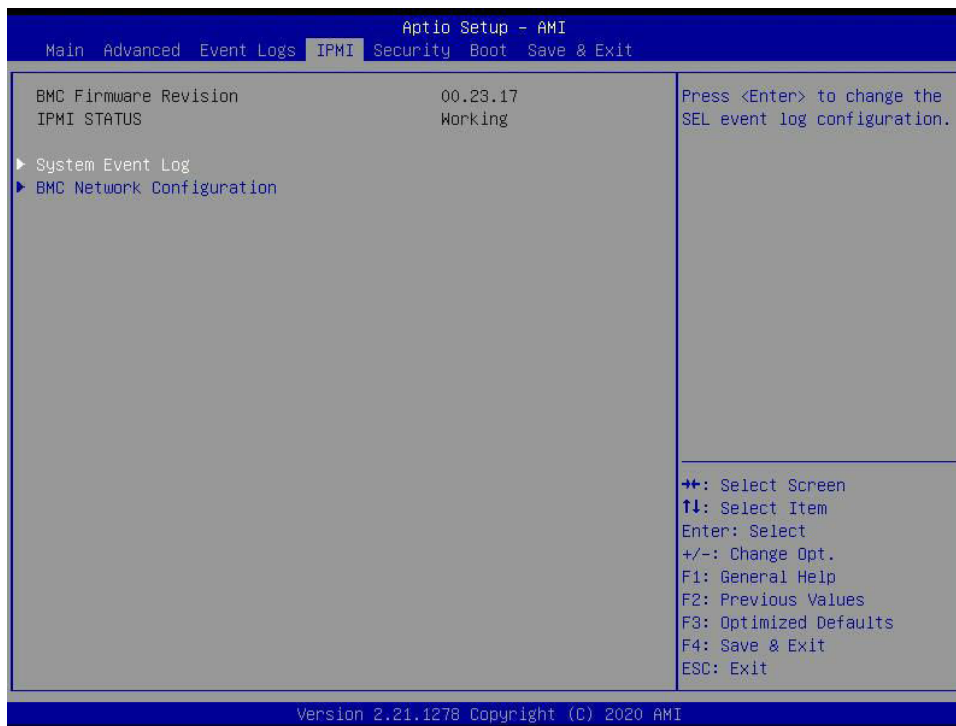 Aptio Setup – AMI
Main Advanced Event Logs IPMI Security Boot Save & Exit
BMC Firmware Revision 00.23.17
IPMI STATUS Working
▶ System Event Log
▶ BMC Network Configuration
Press <Enter> to change the
SEL event log configuration.
→←: Select Screen
↑↓: Select Item
Enter: Select
+/-: Change Opt.
F1: General Help
F2: Previous Values
F3: Optimized Defaults
F4: Save & Exit
ESC: Exit
Version 2.21.1278 Copyright (C) 2020 AMI